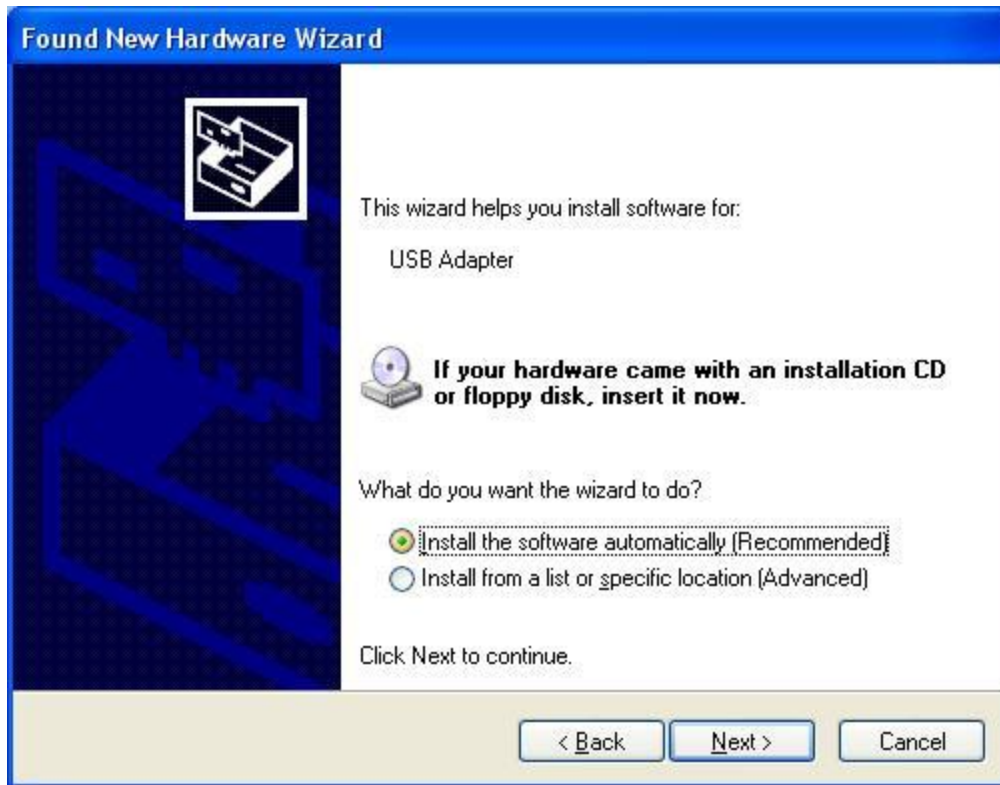 Found New Hardware Wizard
This wizard helps you install software for:
USB Adapter
If your hardware came with an installation CD
or floppy disk, insert it now.
What do you want the wizard to do?
Install the software automatically (Recommended)
Install from a list or specific location (Advanced)
Click Next to continue.
< Back
Next >
Cancel